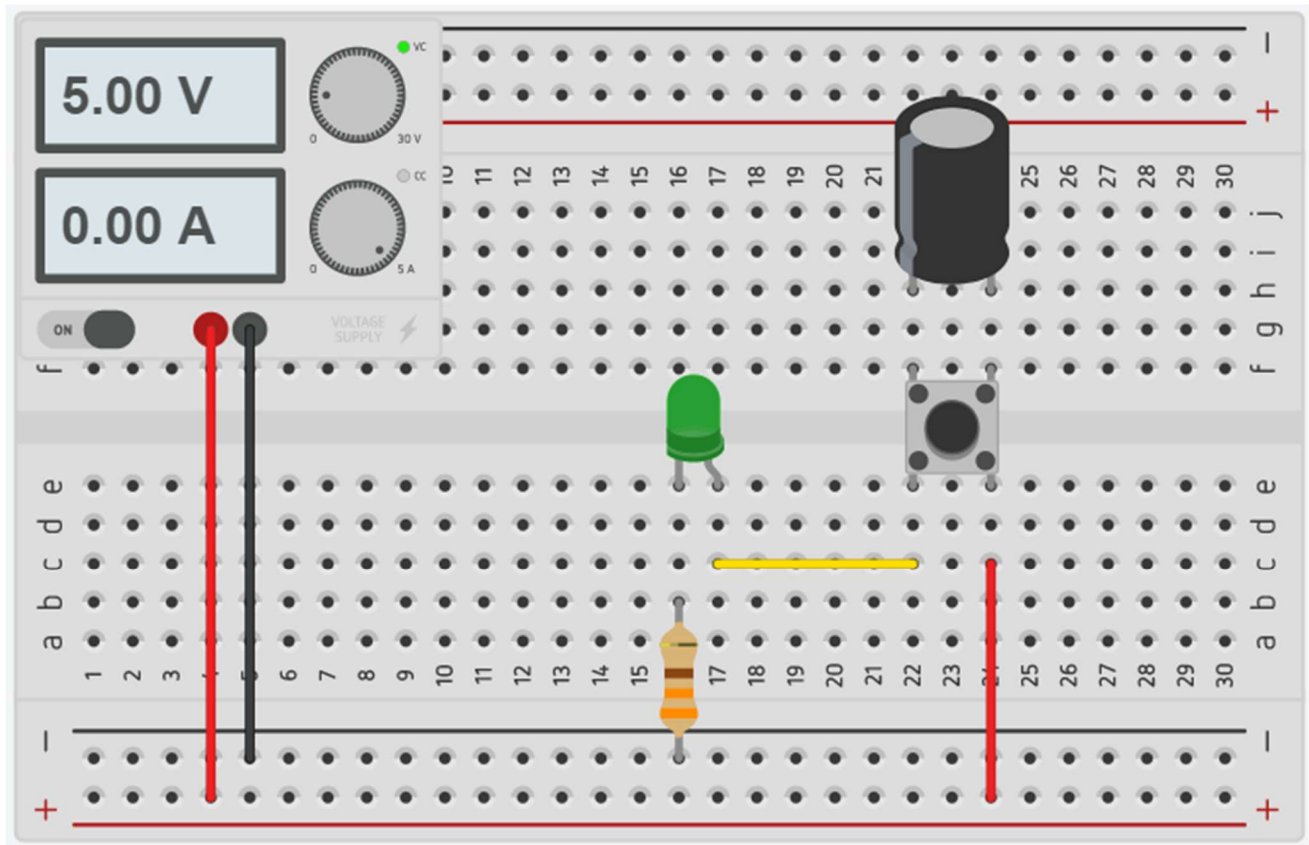 5.00 V
VC
0 30 V
0.00 A
CC
0 5 A
ON
VOLTAGE
SUPPLY
−
+
10 11 12 13 14 15 16 17 18 19 20 21 25 26 27 28 29 30
j
i
h
g
f f
e e
d d
c c
b b
a a
1 2 3 4 5 6 7 8 9 10 11 12 13 14 15 16 17 18 19 20 21 22 23 24 25 26 27 28 29 30
− −
+ +